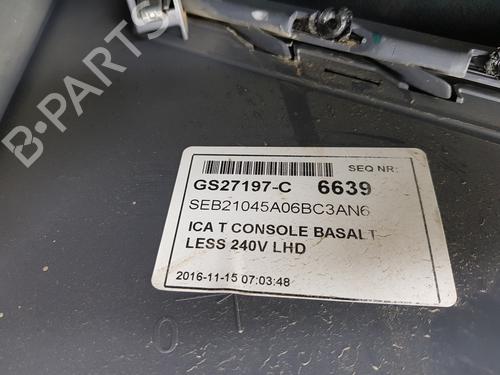 SEQ NR:
GS27197-C 6639
SEB21045A06BC3AN6
ICA T CONSOLE BASALT
LESS 240V LHD
2016-11-15 07:03:48
B-PARTS